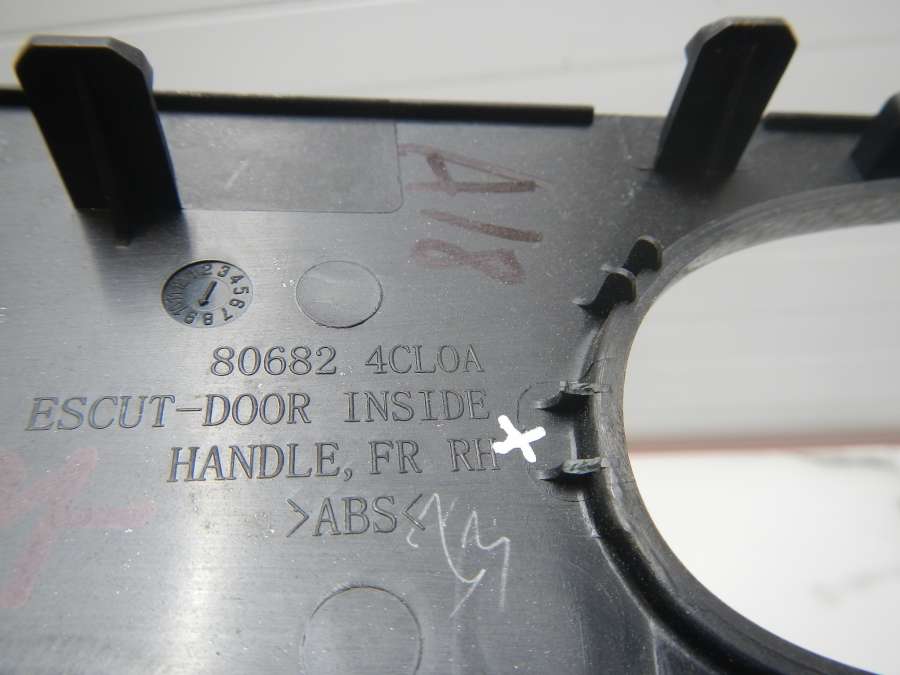 A18
80682 4CL0A
ESCUT-DOOR INSIDE
HANDLE, FR RH
>ABS<